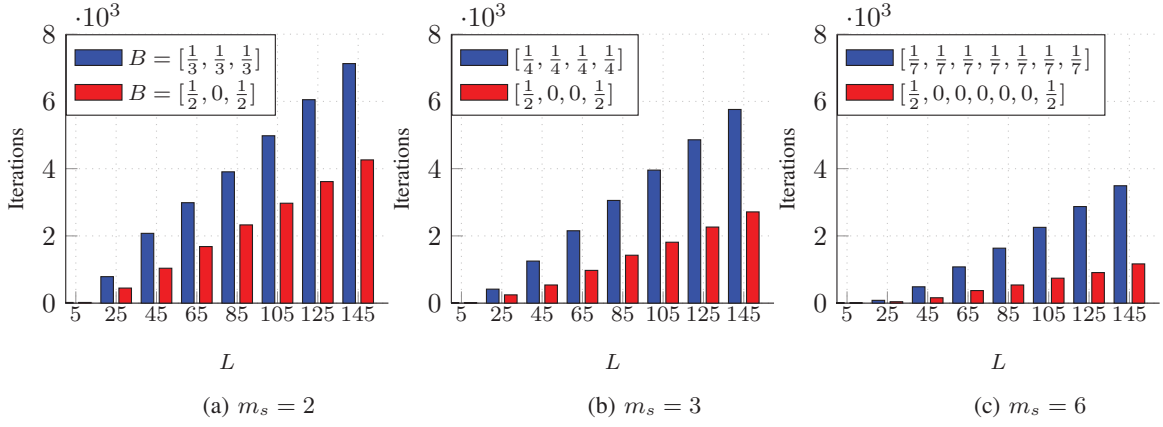 ·10³
8
6
4
2
0
Iterations
B = [1/3, 1/3, 1/3]
B = [1/2, 0, 1/2]
5 25 45 65 85 105 125 145
L
(a) mₛ = 2
·10³
8
6
4
2
0
Iterations
[1/4, 1/4, 1/4, 1/4]
[1/2, 0, 0, 1/2]
5 25 45 65 85 105 125 145
L
(b) mₛ = 3
·10³
8
6
4
2
0
Iterations
[1/7, 1/7, 1/7, 1/7, 1/7, 1/7, 1/7]
[1/2, 0, 0, 0, 0, 0, 1/2]
5 25 45 65 85 105 125 145
L
(c) mₛ = 6